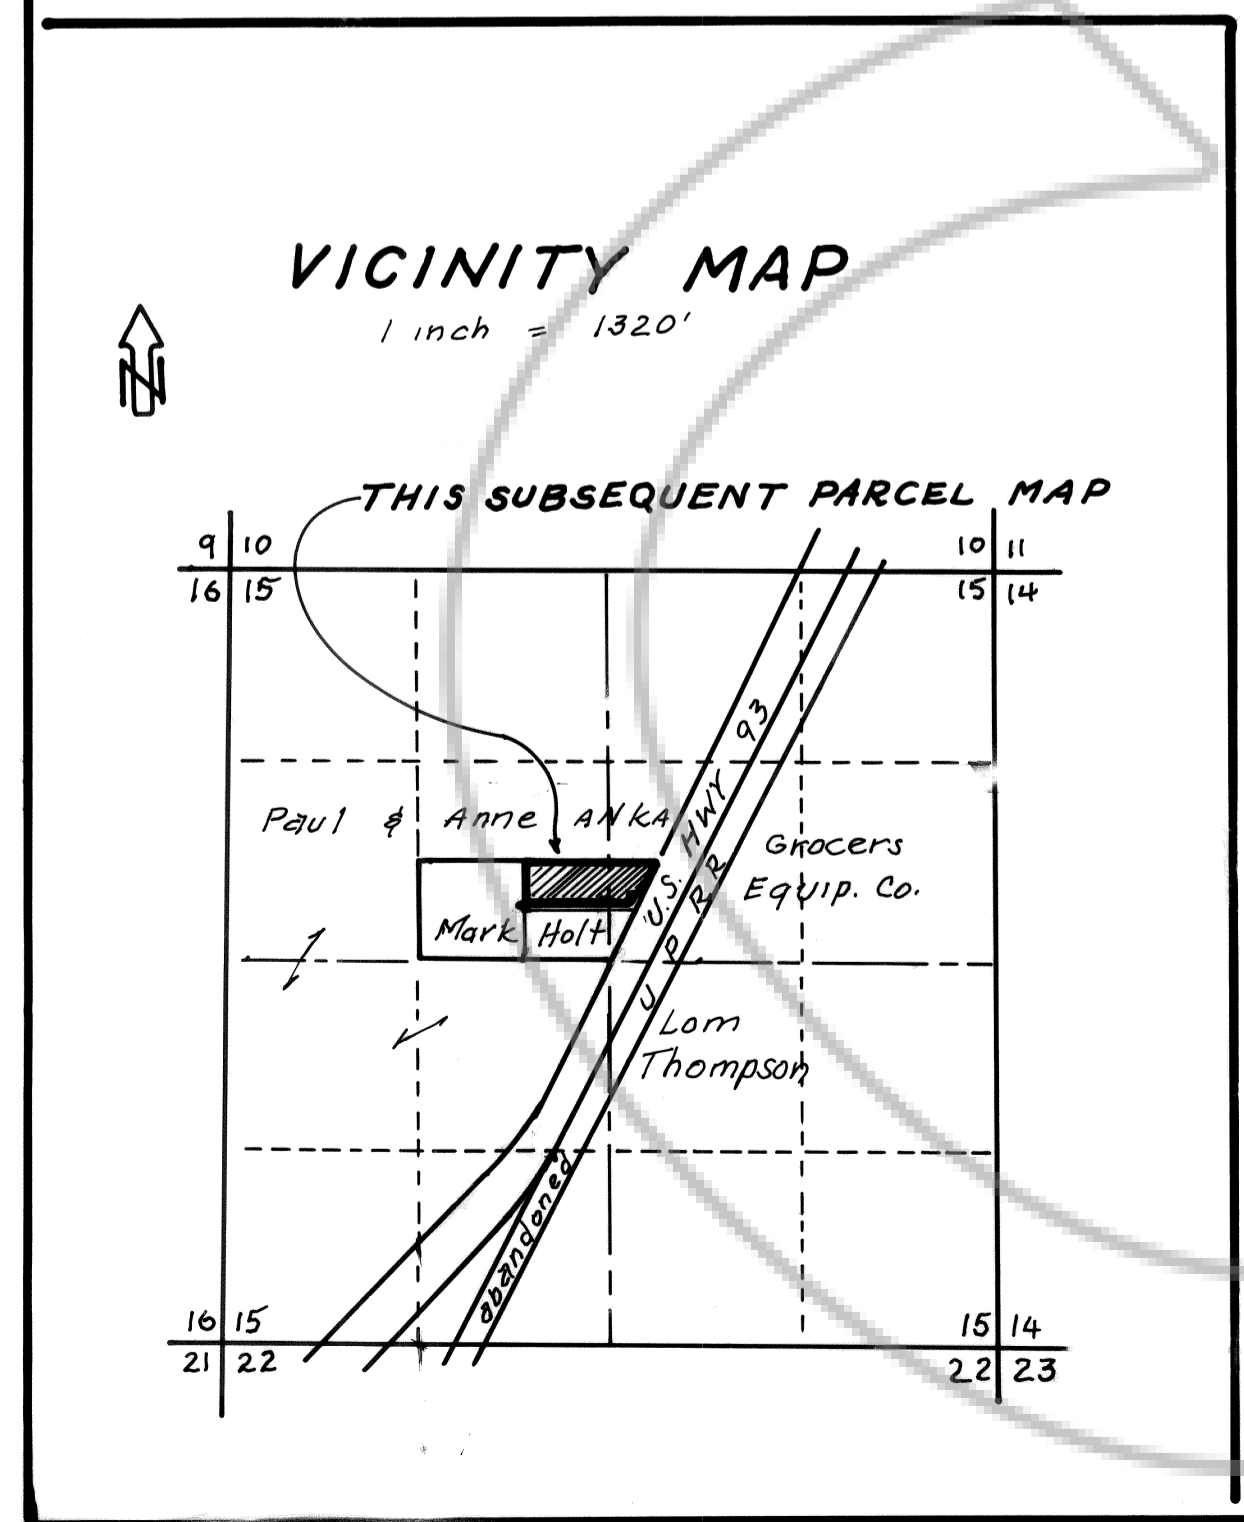 VICINITY MAP
1 inch = 1320'
N
THIS SUBSEQUENT PARCEL MAP
9 10
10 11
16 15
15 14
U.S. HWY 93
Paul & Anne ANKA
Grocers
Equip. Co.
Mark Holt
U P R R
Lom
Thompson
abandoned
16 15
15 14
21 22
22 23